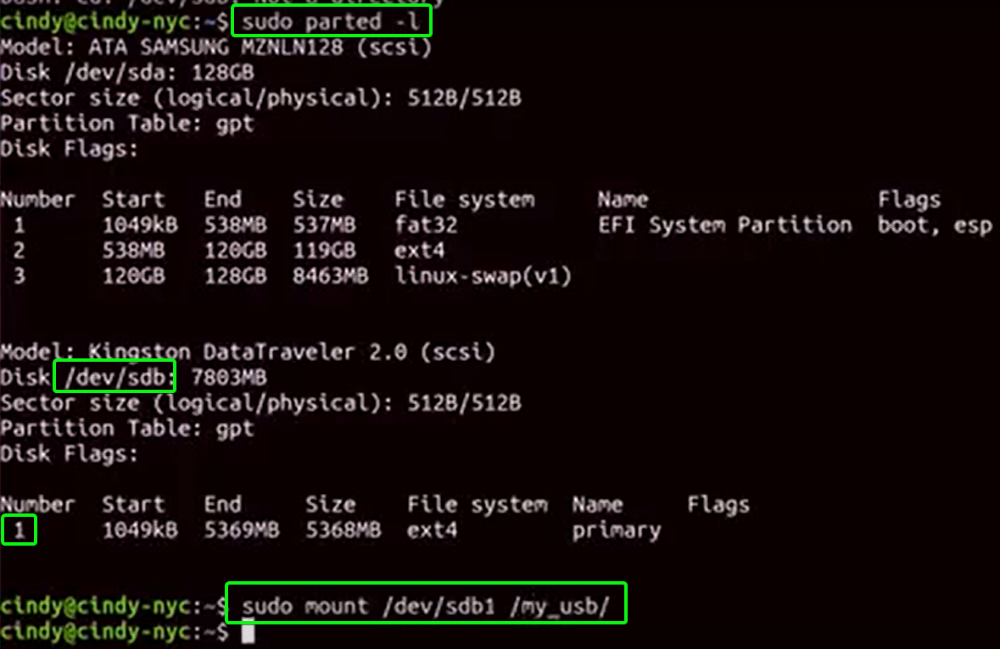 cindy@cindy-nyc:~$ sudo parted -l
Model: ATA SAMSUNG MZNLN128 (scsi)
Disk /dev/sda: 128GB
Sector size (logical/physical): 512B/512B
Partition Table: gpt
Disk Flags:
Number Start End Size File system Name Flags
1 1049kB 538MB 537MB fat32 EFI System Partition boot, esp
2 538MB 120GB 119GB ext4
3 120GB 128GB 8463MB linux-swap(v1)
Model: Kingston DataTraveler 2.0 (scsi)
Disk /dev/sdb: 7803MB
Sector size (logical/physical): 512B/512B
Partition Table: gpt
Disk Flags:
Number Start End Size File system Name Flags
1 1049kB 5369MB 5368MB ext4 primary
cindy@cindy-nyc:~$ sudo mount /dev/sdb1 /my_usb/
cindy@cindy-nyc:~$